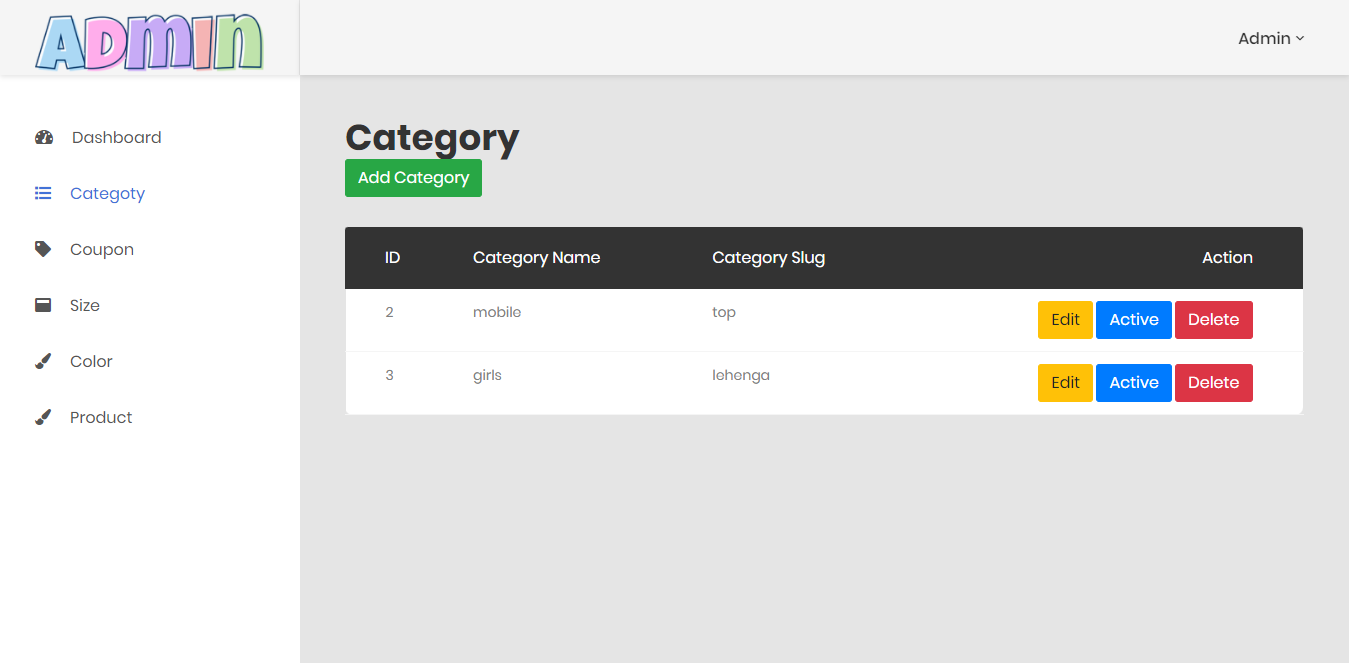 ADMIN
Admin
Dashboard
Categoty
Coupon
Size
Color
Product
Category
Add Category
ID Category Name Category Slug Action
2 mobile top Edit Active Delete
3 girls lehenga Edit Active Delete